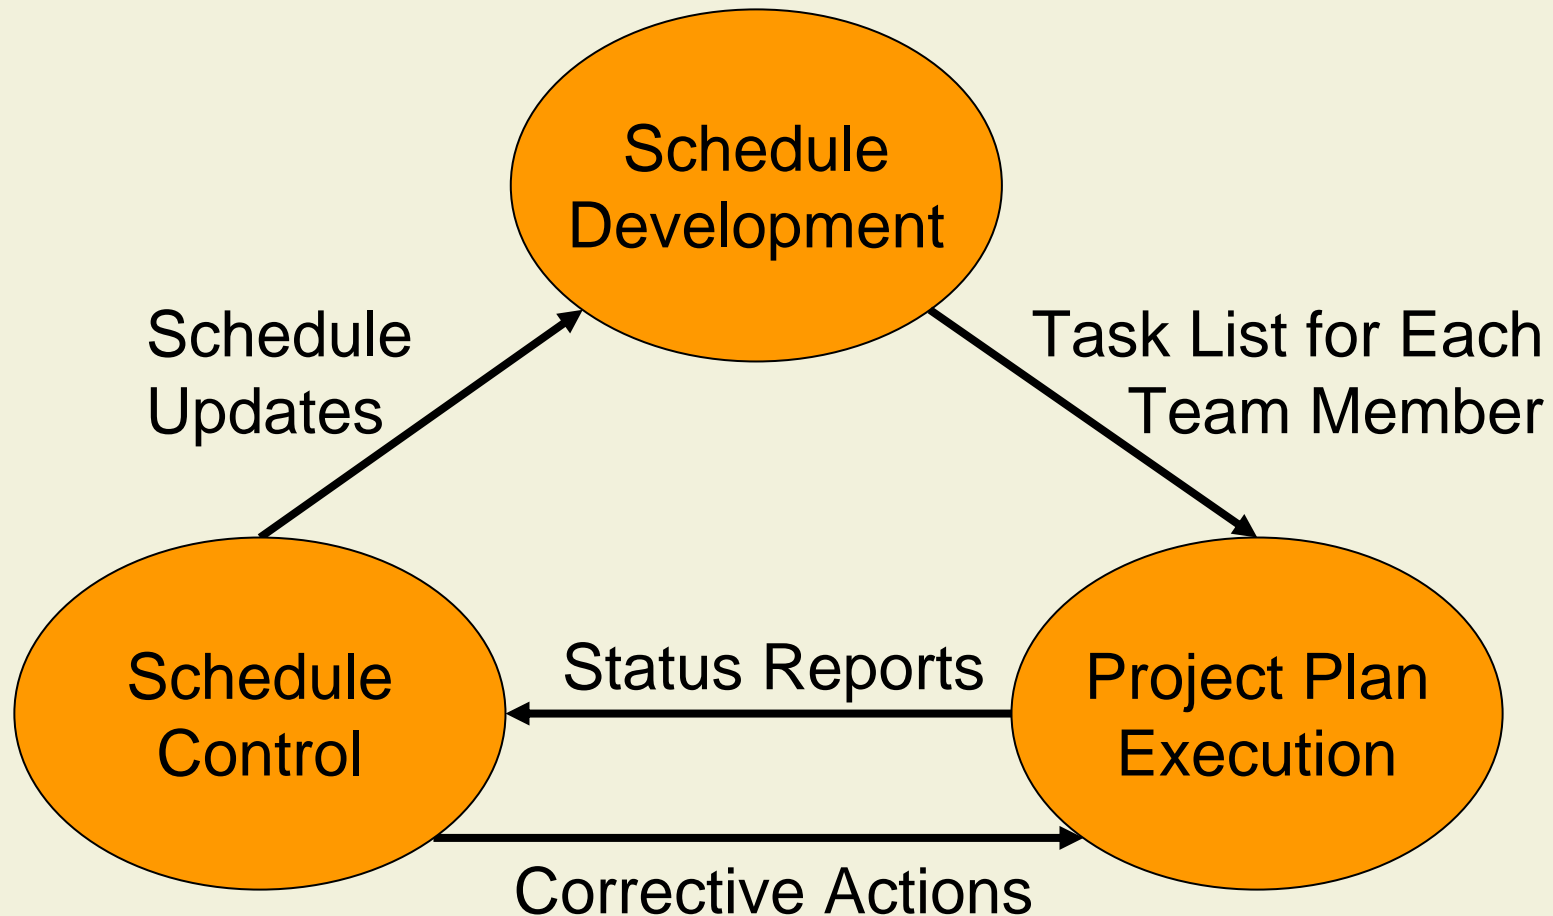 Schedule
Development
Schedule
Updates
Task List for Each
Team Member
Schedule
Control
Status Reports
Project Plan
Execution
Corrective Actions